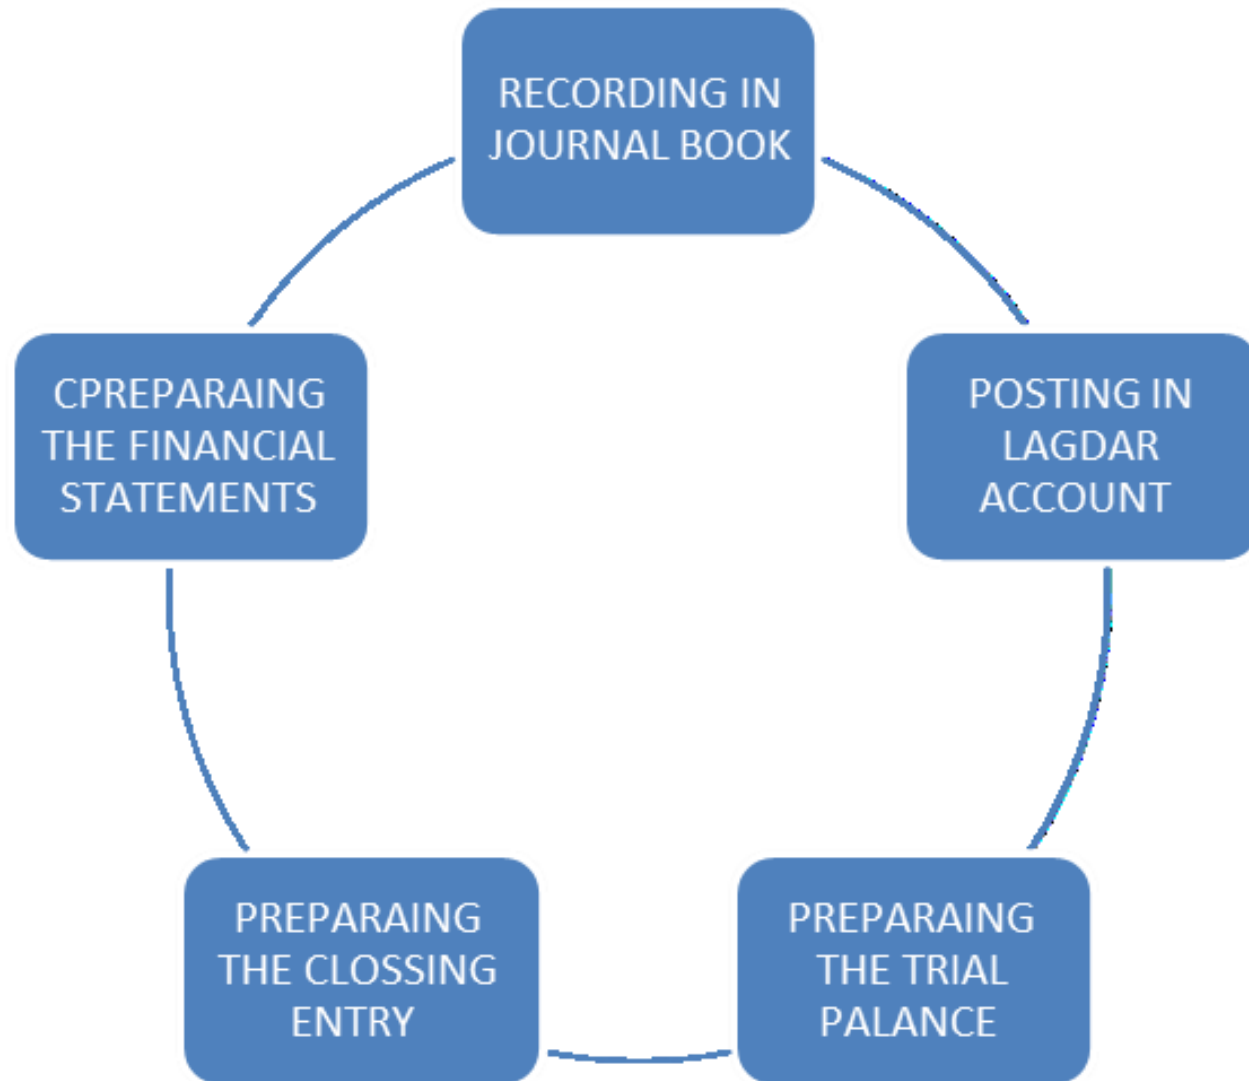 RECORDING IN
JOURNAL BOOK
POSTING IN
LAGDAR
ACCOUNT
PREPARAING
THE TRIAL
PALANCE
PREPARAING
THE CLOSSING
ENTRY
CPREPARAING
THE FINANCIAL
STATEMENTS